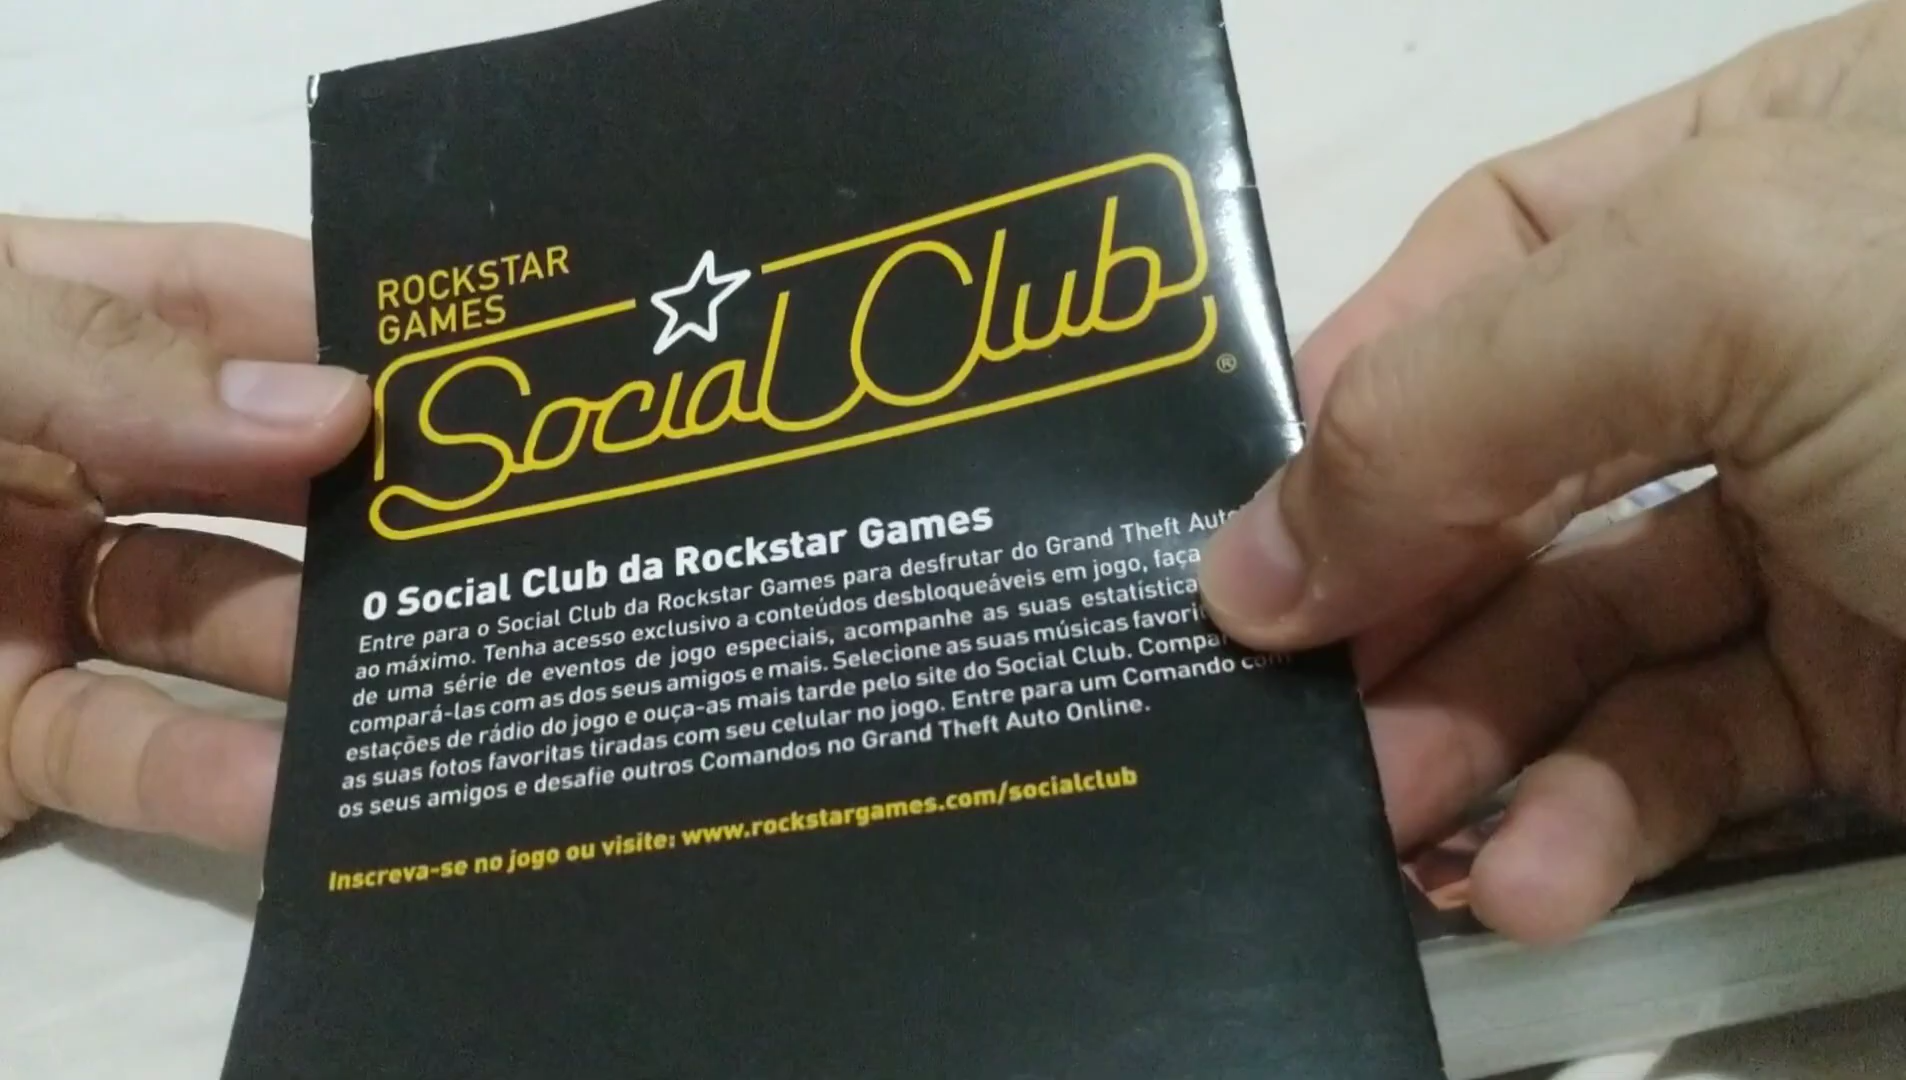 ROCKSTAR
GAMES
Social Club
®
O Social Club da Rockstar Games
Entre para o Social Club da Rockstar Games para desfrutar do Grand Theft Auto
ao máximo. Tenha acesso exclusivo a conteúdos desbloqueáveis em jogo, faça
de uma série de eventos de jogo especiais, acompanhe as suas
compará-las com as dos seus amigos e mais. Selecione as suas músicas
estações de rádio do jogo e ouça-as mais tarde pelo site do Social Club.
as suas fotos favoritas tiradas com seu celular no jogo. Entre para um Comando com
os seus amigos e desafie outros Comandos no Grand Theft Auto Online.
Inscreva-se no jogo ou visite: www.rockstargames.com/socialclub